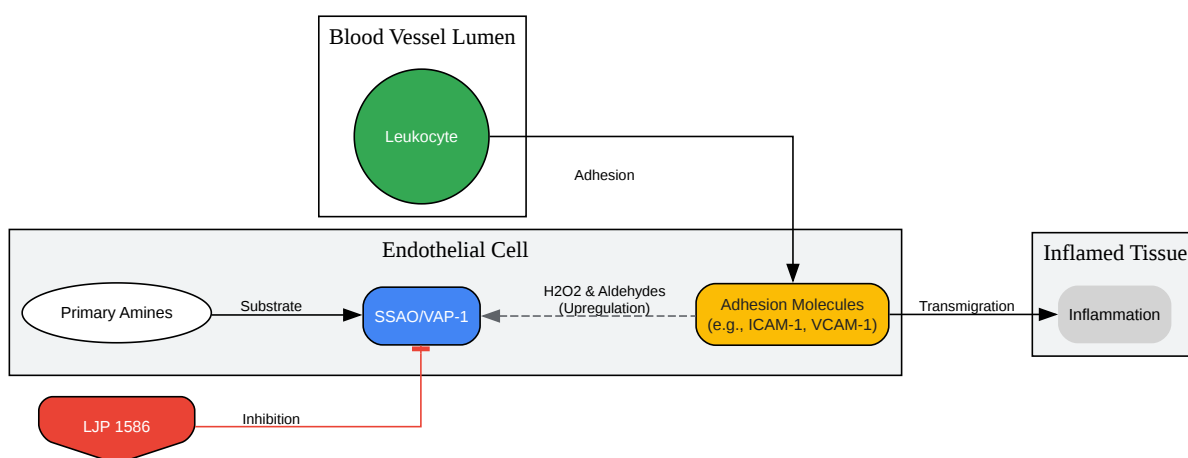 Blood Vessel Lumen
Leukocyte
Adhesion
Endothelial Cell
Inflamed Tissue
Primary Amines
Substrate
SSAO/VAP-1
H2O2 & Aldehydes
(Upregulation)
Adhesion Molecules
(e.g., ICAM-1, VCAM-1)
Transmigration
Inflammation
LJP 1586
Inhibition